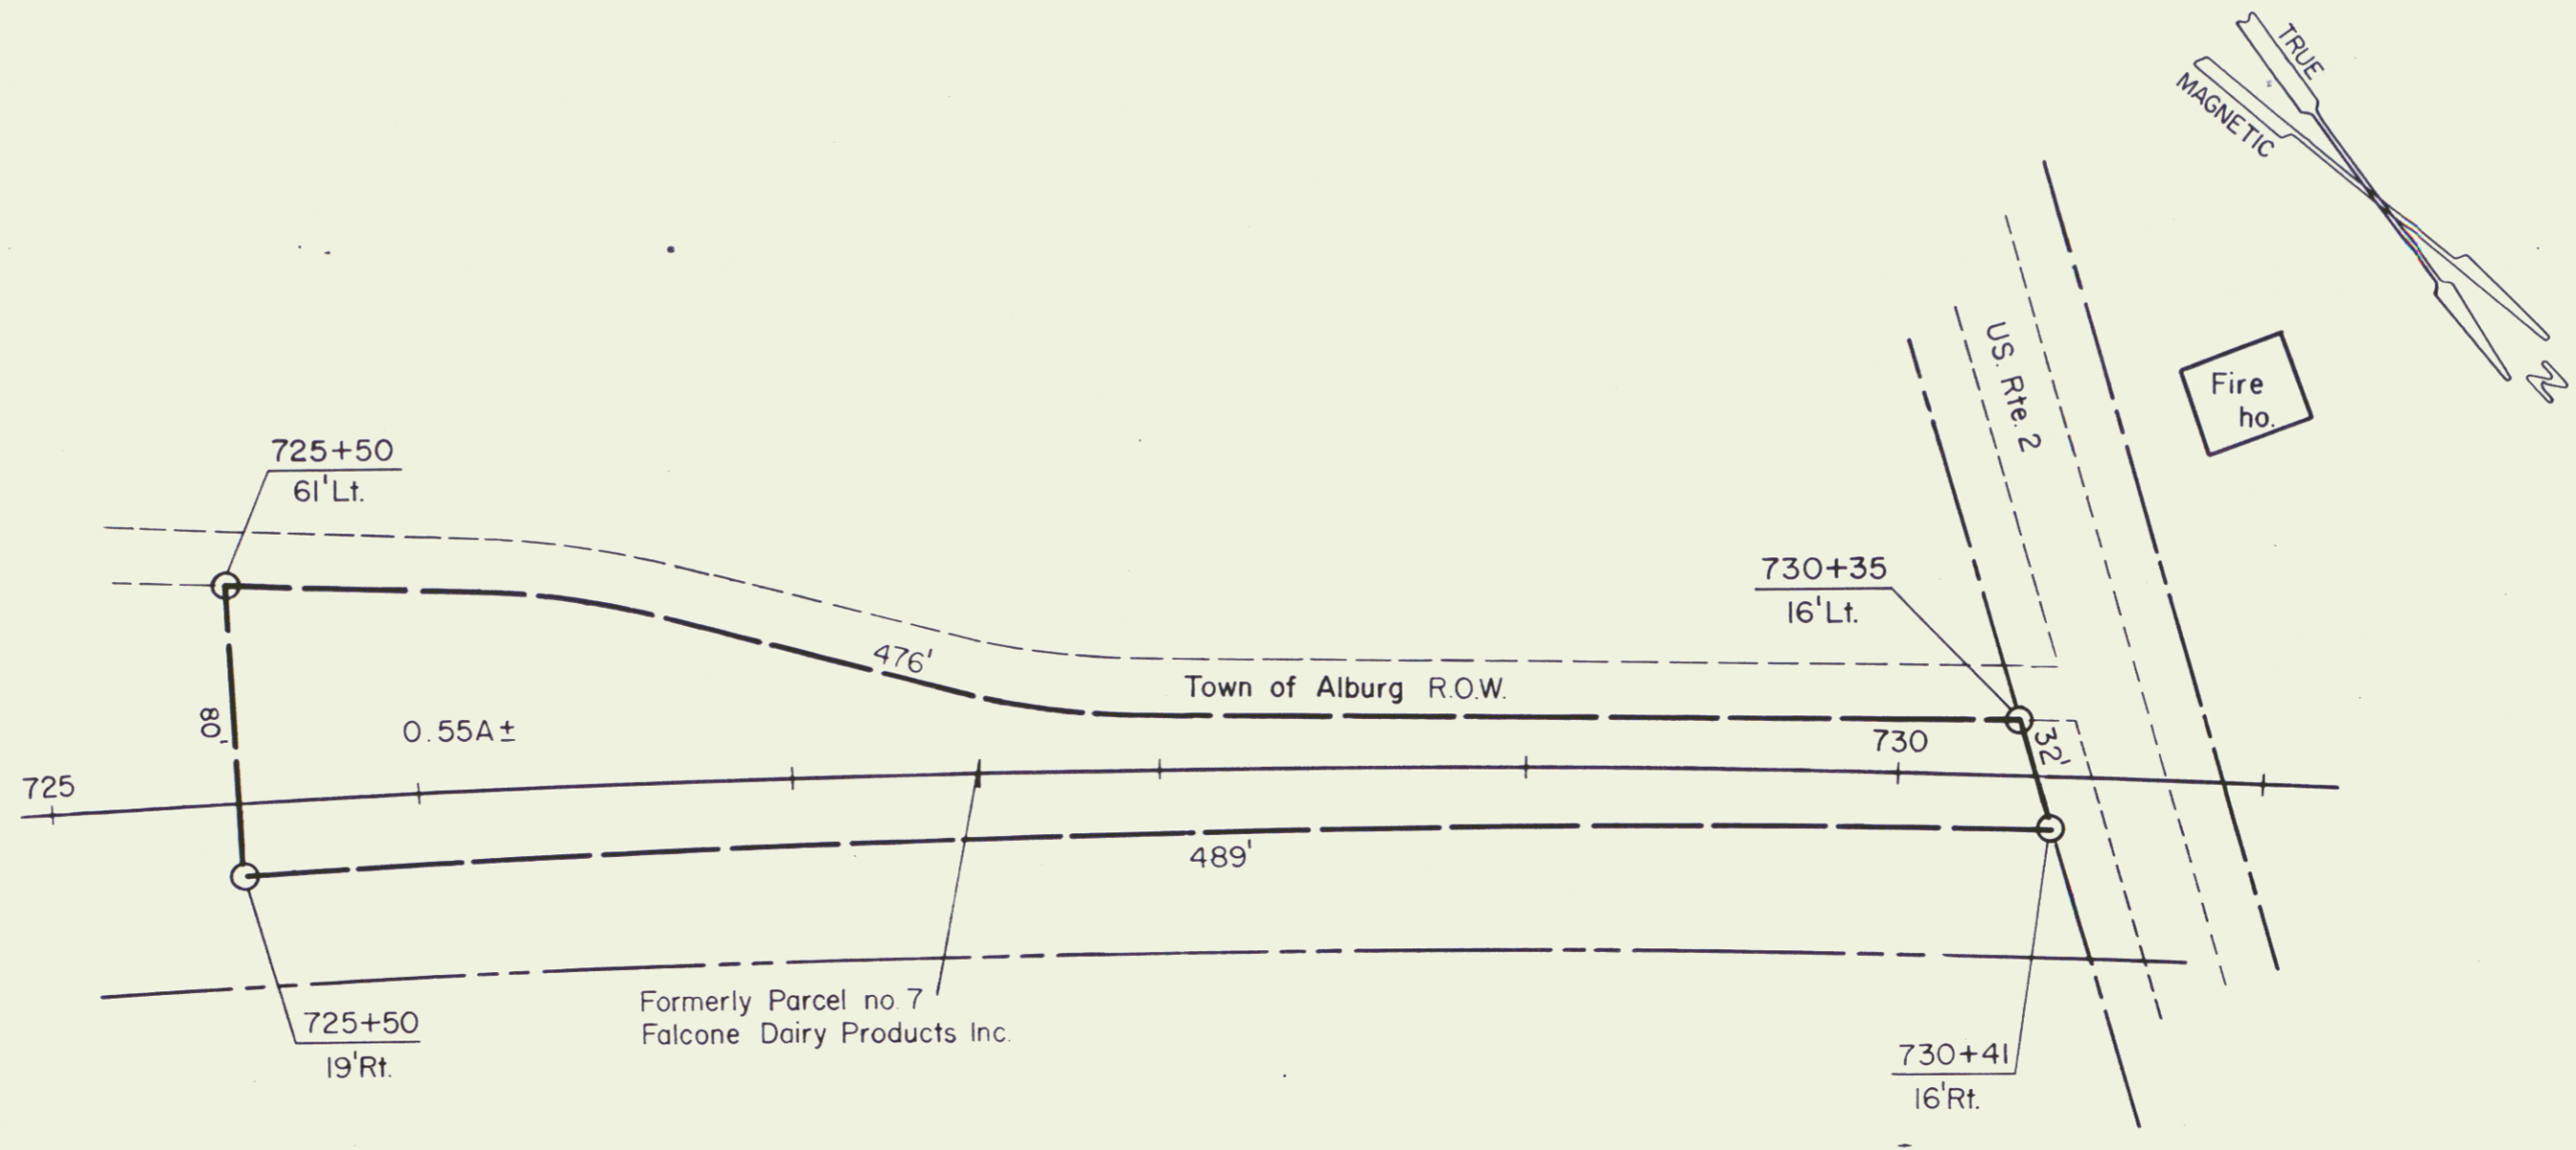 TRUE
MAGNETIC
N
US. Rte. 2
Fire
ho.
725+50
61'Lt.
730+35
16'Lt.
476'
Town of Alburg R.O.W.
80'
0.55A±
730
32'
725
489'
Formerly Parcel no. 7
Falcone Dairy Products Inc.
725+50
19'Rt.
730+41
16'Rt.